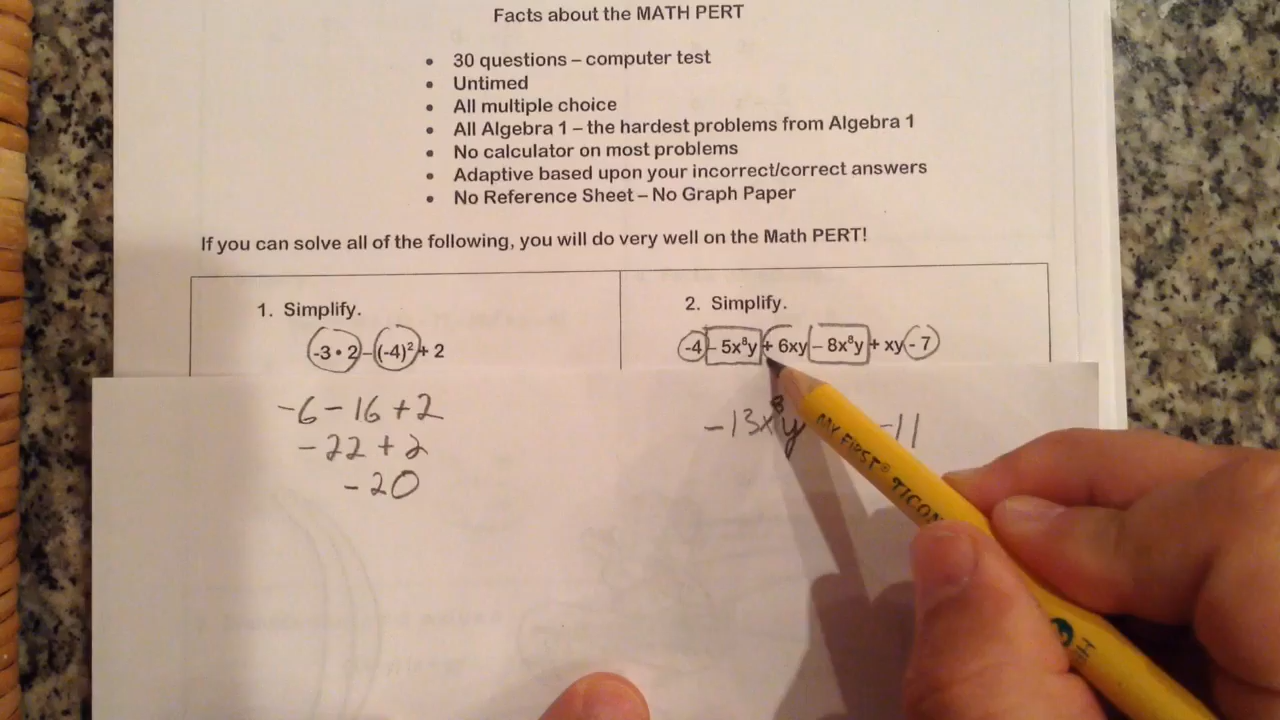 Facts about the MATH PERT
• 30 questions – computer test
• Untimed
• All multiple choice
• All Algebra 1 – the hardest problems from Algebra 1
• No calculator on most problems
• Adaptive based upon your incorrect/correct answers
• No Reference Sheet – No Graph Paper
If you can solve all of the following, you will do very well on the Math PERT!
1. Simplify.
-3 • 2 – (-4)² + 2
-6 - 16 + 2
-22 + 2
-20
2. Simplify.
-4 – 5x⁸y + 6xy – 8x⁸y + xy – 7
-13x⁸y -11
MY FIRST® TICON